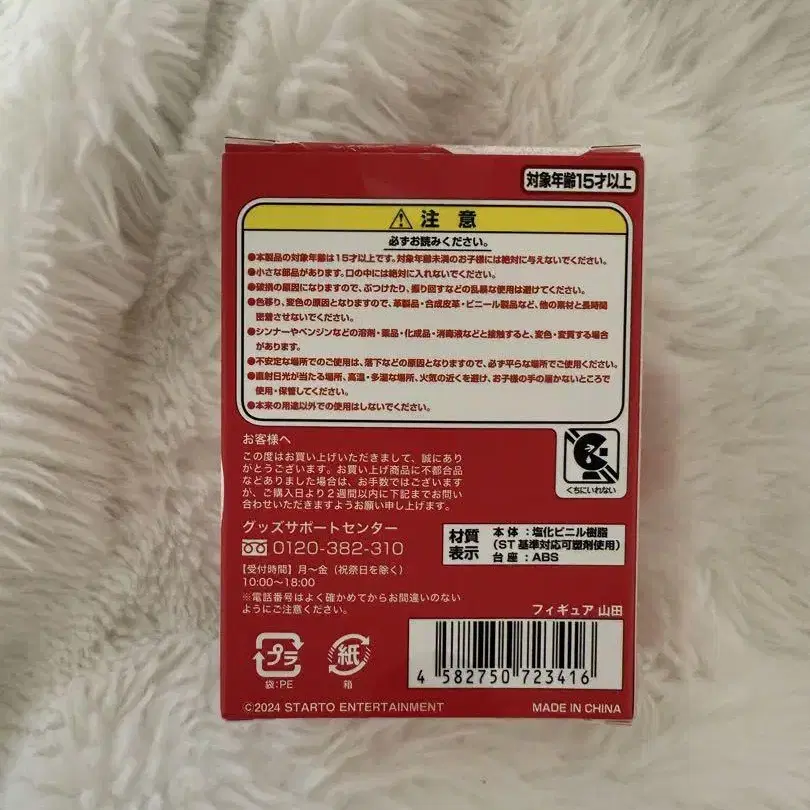 対象年齢15才以上
⚠ 注意
必ずお読みください。
●本製品の対象年齢は15才以上です。対象年齢未満のお子様には絶対に与えないでください。
●小さな部品があります。口の中には絶対に入れないでください。
●破損の原因になりますので、ぶつけたり、振り回すなどの乱暴な使用は避けてください。
●色移り、変色の原因となりますので、革製品・合成皮革・ビニール製品など、他の素材と長時間
密着させないでください。
●シンナーやベンジンなどの溶剤・薬品・化成品・消毒液などと接触すると、変色・変質する場合
があります。
●不安定な場所でのご使用は、落下などの原因となりますので、必ず平らな場所でご使用ください。
●直射日光が当たる場所、高温・多湿な場所、火気の近くを避け、お子様の手の届かないところで
使用・保管してください。
●本来の用途以外での使用はしないでください。
お客様へ
この度はお買い上げいただきまして、誠にあり
がとうございます。お買い上げ商品に不都合品
などありました場合は、お手数ではございます
が、ご購入日より2週間以内に下記までお問い
合わせいただきますようお願い申し上げます。
くちにいれない
グッズサポートセンター
0120-382-310
【受付時間】月〜金（祝祭日を除く）
10:00〜18:00
※電話番号はよく確かめてからお間違いのない
ようにご注意ください。
材質
表示
本体：塩化ビニル樹脂
（ST基準対応可塑剤使用）
台座：ABS
フィギュア 山田
プラ
袋:PE
紙
箱
4 582750 723416
©2024 STARTO ENTERTAINMENT
MADE IN CHINA